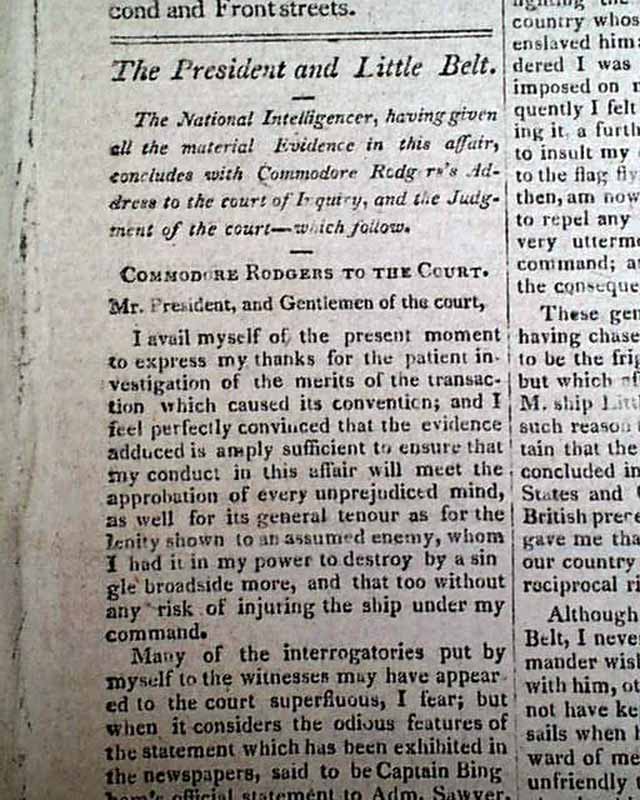 cond and Front streets.
The President and Little Belt.
The National Intelligencer, having given
all the material Evidence in this affair,
concludes with Commodore Rodg rs's Ad-
dress to the court of Inquiry, and the Judg-
ment of the court—which follow.
COMMODORE RODGERS TO THE COURT.
Mr. President, and Gentlemen of the court,
I avail myself of the present moment
to express my thanks for the patient in-
vestigation of the merits of the transac-
tion which caused its convention; and I
feel perfectly convinced that the evidence
adduced is amply sufficient to ensure that
my conduct in this affair will meet the
approbation of every unprejudiced mind,
as well for its general tenour as for the
lenity shown to an assumed enemy, whom
I had it in my power to destroy by a sin
gle broadside more, and that too without
any risk of injuring the ship under my
command.
Many of the interrogatories put by
myself to the witnesses may have appear-
ed to the court superfluous, I fear; but
when it considers the odious features of
the statement which has been exhibited in
the newspapers, said to be Captain Bing
ham's official statement to Adm. Sawyer,
country whos
enslaved him:
dered I was
imposed on
quently I felt
ing it, a furth
to insult my
to the flag fly
then, am now
to repel any
very uttermo
command; a
the conseque
These gen
having chase
to be the frig
but which
M. ship Litt
such reason
tain that the
concluded in
States and
British prece
gave me tha
our country
reciprocal ri
Although
Belt, I neve
mander wish
with him, ot
not have ke
sails when h
ward of me
unfriendly